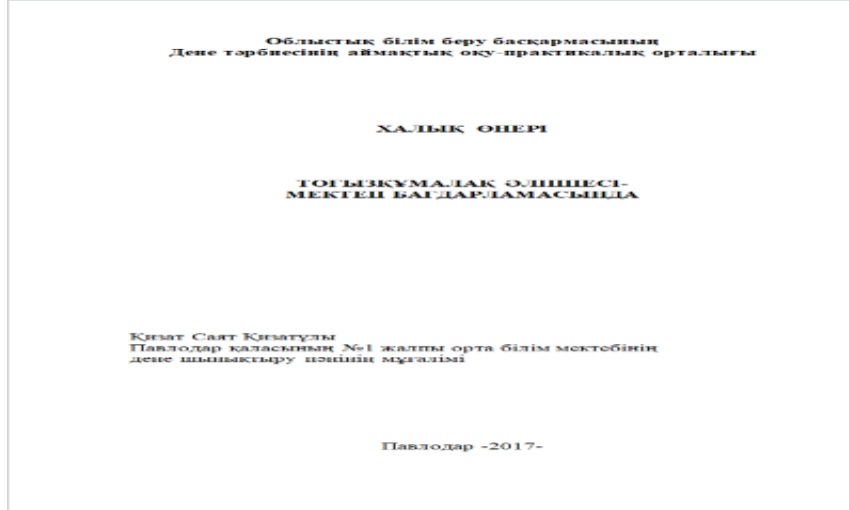 Облыстық білім беру басқармасының
Дене тәрбиесінің аймақтық оқу-практикалық орталығы
ХАЛЫҚ ӨНЕРІ
ТОҒЫЗҚҰМАЛАҚ ӘЛІППЕСІ-
МЕКТЕП БАҒДАРЛАМАСЫНДА
Қизат Саят Қизатұлы
Павлодар қаласының №1 жалпы орта білім мектебінің
дене шынықтыру пәнінің мұғалімі
Павлодар -2017-